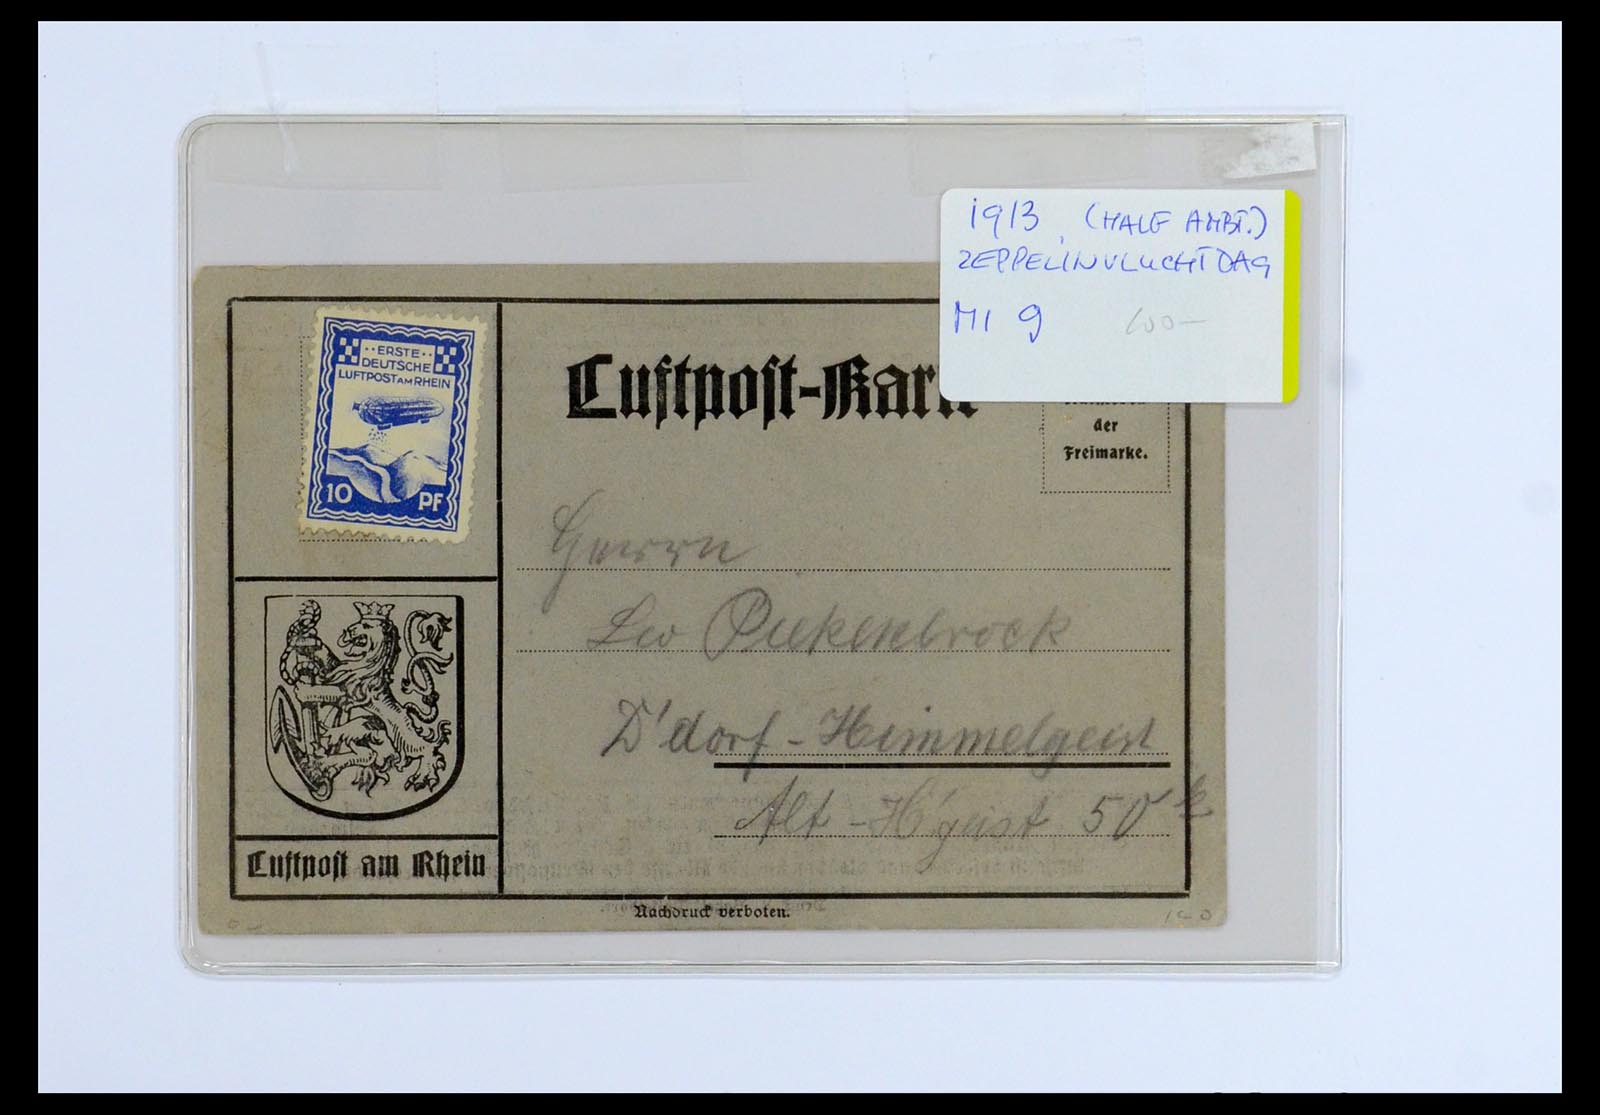 1913 (HALF AMBT.)
ZEPPELINVLUCHTDAG
MI 9 100—
ERSTE
DEUTSCHE
LUFTPOST AM RHEIN
10 PF
Luftpost-Karte
der
Freimarke.
Herrn
Leo Piekenbrock
D'dorf-Himmelgeist
Alt-H'geist 50
Luftpost am Rhein
Nachdruck verboten.